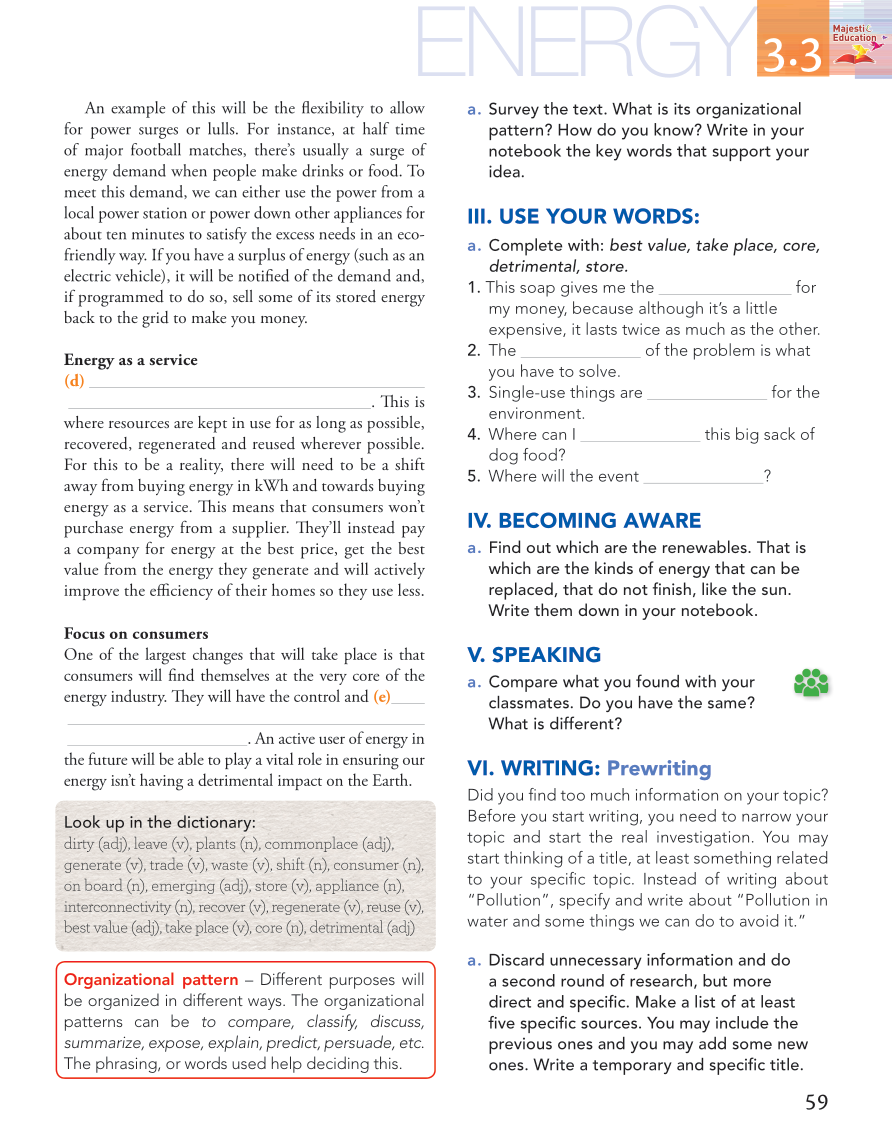 ENERGY
3.3
Majestic
Education
An example of this will be the flexibility to allow
for power surges or lulls. For instance, at half time
of major football matches, there's usually a surge of
energy demand when people make drinks or food. To
meet this demand, we can either use the power from a
local power station or power down other appliances for
about ten minutes to satisfy the excess needs in an eco-
friendly way. If you have a surplus of energy (such as an
electric vehicle), it will be notified of the demand and,
if programmed to do so, sell some of its stored energy
back to the grid to make you money.
Energy as a service
(d) ______
______. This is
where resources are kept in use for as long as possible,
recovered, regenerated and reused wherever possible.
For this to be a reality, there will need to be a shift
away from buying energy in kWh and towards buying
energy as a service. This means that consumers won't
purchase energy from a supplier. They'll instead pay
a company for energy at the best price, get the best
value from the energy they generate and will actively
improve the efficiency of their homes so they use less.
Focus on consumers
One of the largest changes that will take place is that
consumers will find themselves at the very core of the
energy industry. They will have the control and (e)____
______
______. An active user of energy in
the future will be able to play a vital role in ensuring our
energy isn't having a detrimental impact on the Earth.
Look up in the dictionary:
dirty (adj), leave (v), plants (n), commonplace (adj),
generate (v), trade (v), waste (v), shift (n), consumer (n),
on board (n), emerging (adj), store (v), appliance (n),
interconnectivity (n), recover (v), regenerate (v), reuse (v),
best value (adj), take place (v), core (n), detrimental (adj)
Organizational pattern – Different purposes will
be organized in different ways. The organizational
patterns can be to compare, classify, discuss,
summarize, expose, explain, predict, persuade, etc.
The phrasing, or words used help deciding this.
a. Survey the text. What is its organizational
pattern? How do you know? Write in your
notebook the key words that support your
idea.
III. USE YOUR WORDS:
a. Complete with: best value, take place, core,
detrimental, store.
1. This soap gives me the ______ for
my money, because although it's a little
expensive, it lasts twice as much as the other.
2. The ______ of the problem is what
you have to solve.
3. Single-use things are ______ for the
environment.
4. Where can I ______ this big sack of
dog food?
5. Where will the event ______?
IV. BECOMING AWARE
a. Find out which are the renewables. That is
which are the kinds of energy that can be
replaced, that do not finish, like the sun.
Write them down in your notebook.
V. SPEAKING
a. Compare what you found with your
classmates. Do you have the same?
What is different?
VI. WRITING: Prewriting
Did you find too much information on your topic?
Before you start writing, you need to narrow your
topic and start the real investigation. You may
start thinking of a title, at least something related
to your specific topic. Instead of writing about
"Pollution", specify and write about "Pollution in
water and some things we can do to avoid it."
a. Discard unnecessary information and do
a second round of research, but more
direct and specific. Make a list of at least
five specific sources. You may include the
previous ones and you may add some new
ones. Write a temporary and specific title.
59